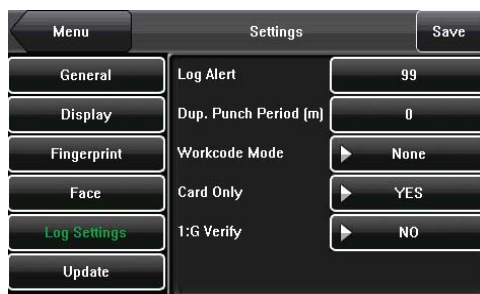 Menu
Settings
Save
General
Log Alert
99
Display
Dup. Punch Period (m)
0
Fingerprint
Workcode Mode
None
Face
Card Only
YES
Log Settings
1:G Verify
NO
Update